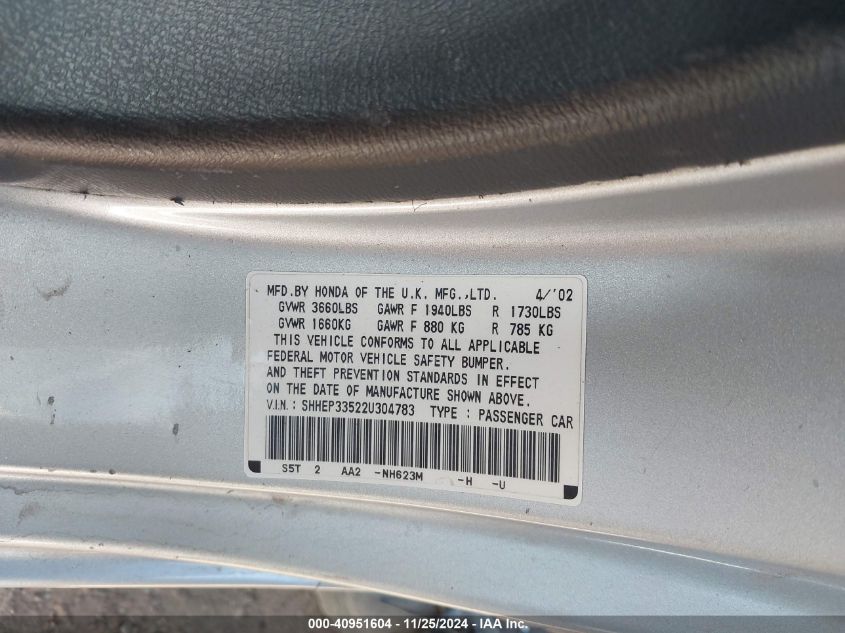 MFD.BY HONDA OF THE U.K. MFG.,LTD. 4/'02
GVWR 3660LBS GAWR F 1940LBS R 1730LBS
GVWR 1660KG GAWR F 880 KG R 785 KG
THIS VEHICLE CONFORMS TO ALL APPLICABLE
FEDERAL MOTOR VEHICLE SAFETY BUMPER.
AND THEFT PREVENTION STANDARDS IN EFFECT
ON THE DATE OF MANUFACTURE SHOWN ABOVE.
V.I.N. : SHHEP33522U304783 TYPE : PASSENGER CAR
S5T 2 AA2 -NH623M -H -U
000-40951604 - 11/25/2024 - IAA Inc.